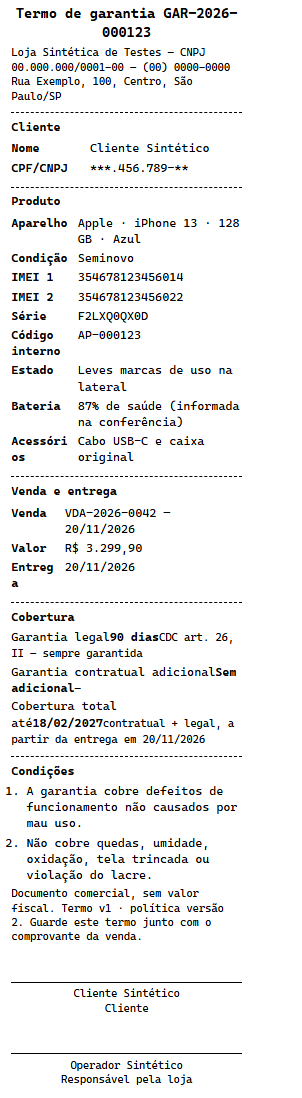 Termo de garantia GAR-2026-
000123
Loja Sintética de Testes — CNPJ
00.000.000/0001-00 — (00) 0000-0000
Rua Exemplo, 100, Centro, São
Paulo/SP
Cliente
Nome Cliente Sintético
CPF/CNPJ ***.456.789-**
Produto
Aparelho Apple · iPhone 13 · 128
GB · Azul
Condição Seminovo
IMEI 1 354678123456014
IMEI 2 354678123456022
Série F2LXQ0QX0D
Código AP-000123
interno
Estado Leves marcas de uso na
lateral
Bateria 87% de saúde (informada
na conferência)
Acessóri Cabo USB-C e caixa
os original
Venda e entrega
Venda VDA-2026-0042 —
20/11/2026
Valor R$ 3.299,90
Entreg 20/11/2026
a
Cobertura
Garantia legal90 diasCDC art. 26,
II — sempre garantida
Garantia contratual adicionalSem
adicional—
Cobertura total
até18/02/2027contratual + legal, a
partir da entrega em 20/11/2026
Condições
1. A garantia cobre defeitos de
funcionamento não causados por
mau uso.
2. Não cobre quedas, umidade,
oxidação, tela trincada ou
violação do lacre.
Documento comercial, sem valor
fiscal. Termo v1 · política versão
2. Guarde este termo junto com o
comprovante da venda.
Cliente Sintético
Cliente
Operador Sintético
Responsável pela loja